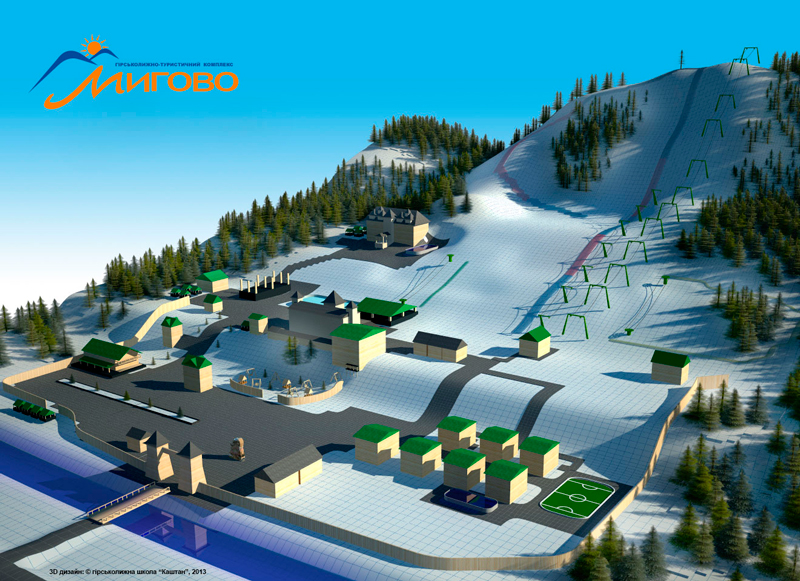 ГІРСЬКОЛИЖНО-ТУРИСТИЧНИЙ КОМПЛЕКС
МИГОВО
3D дизайн: © гірськолижна школа "Каштан", 2013